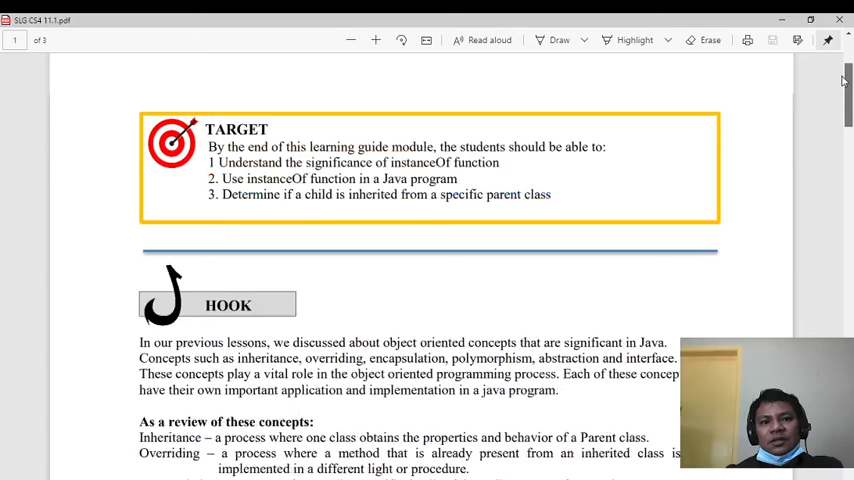 SLG CS4 11.1.pdf
1 of 3 Read aloud Draw Highlight Erase
TARGET
By the end of this learning guide module, the students should be able to:
1 Understand the significance of instanceOf function
2. Use instanceOf function in a Java program
3. Determine if a child is inherited from a specific parent class
HOOK
In our previous lessons, we discussed about object oriented concepts that are significant in Java.
Concepts such as inheritance, overriding, encapsulation, polymorphism, abstraction and interface.
These concepts play a vital role in the object oriented programming process. Each of these concep
have their own important application and implementation in a java program.
As a review of these concepts:
Inheritance – a process where one class obtains the properties and behavior of a Parent class.
Overriding – a process where a method that is already present from an inherited class is
implemented in a different light or procedure.